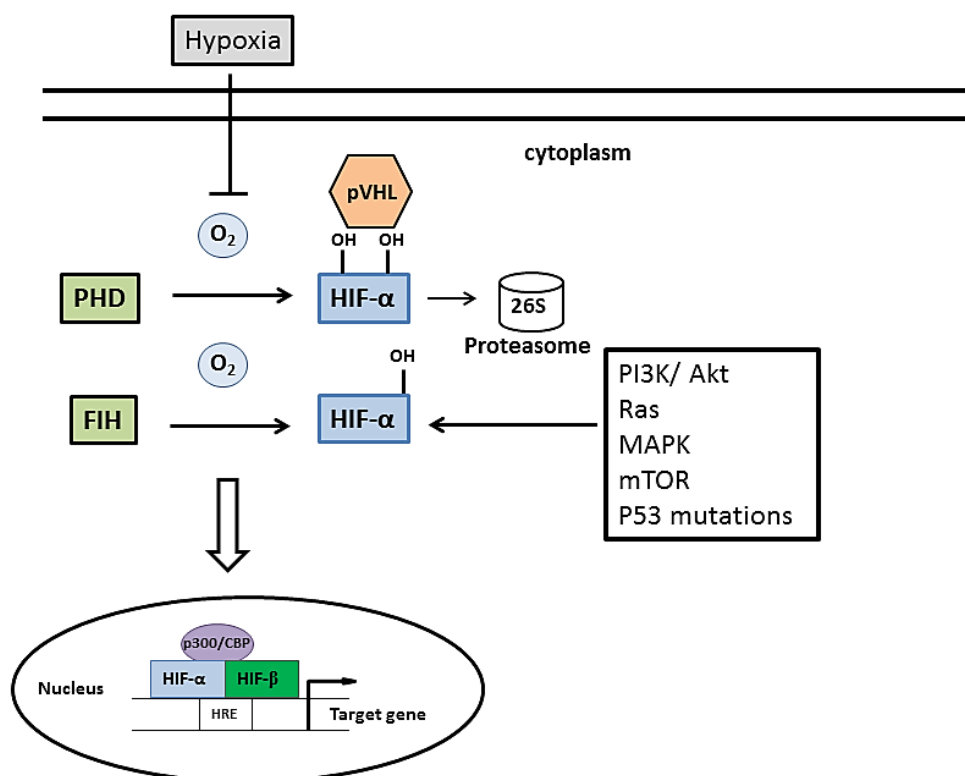 Hypoxia
cytoplasm
pVHL
O₂
OH OH
PHD
HIF-α
26S
Proteasome
O₂
OH
FIH
HIF-α
PI3K/ Akt
Ras
MAPK
mTOR
P53 mutations
p300/CBP
HIF-α HIF-β
Nucleus
HRE
Target gene